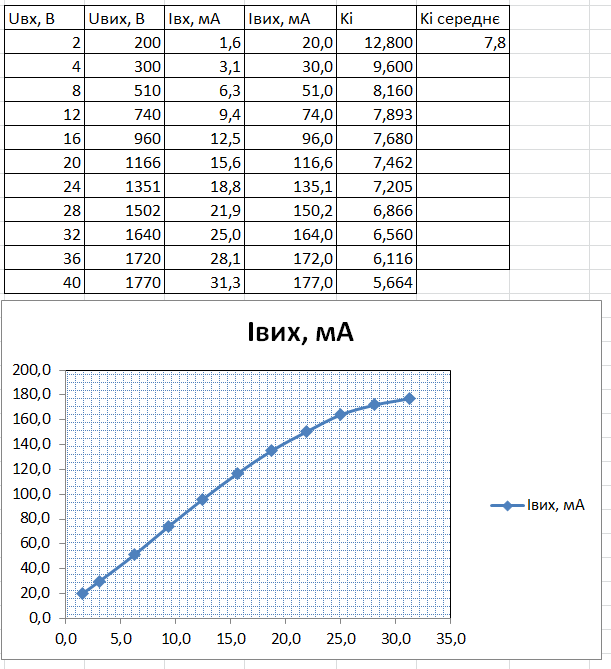 Uвх, В Uвих, В Івх, мА Івих, мА Кі Кі середнє
2 200 1,6 20,0 12,800 7,8
4 300 3,1 30,0 9,600
8 510 6,3 51,0 8,160
12 740 9,4 74,0 7,893
16 960 12,5 96,0 7,680
20 1166 15,6 116,6 7,462
24 1351 18,8 135,1 7,205
28 1502 21,9 150,2 6,866
32 1640 25,0 164,0 6,560
36 1720 28,1 172,0 6,116
40 1770 31,3 177,0 5,664
Івих, мА
200,0
180,0
160,0
140,0
120,0
100,0
80,0
60,0
40,0
20,0
0,0
0,0 5,0 10,0 15,0 20,0 25,0 30,0 35,0
Івих, мА